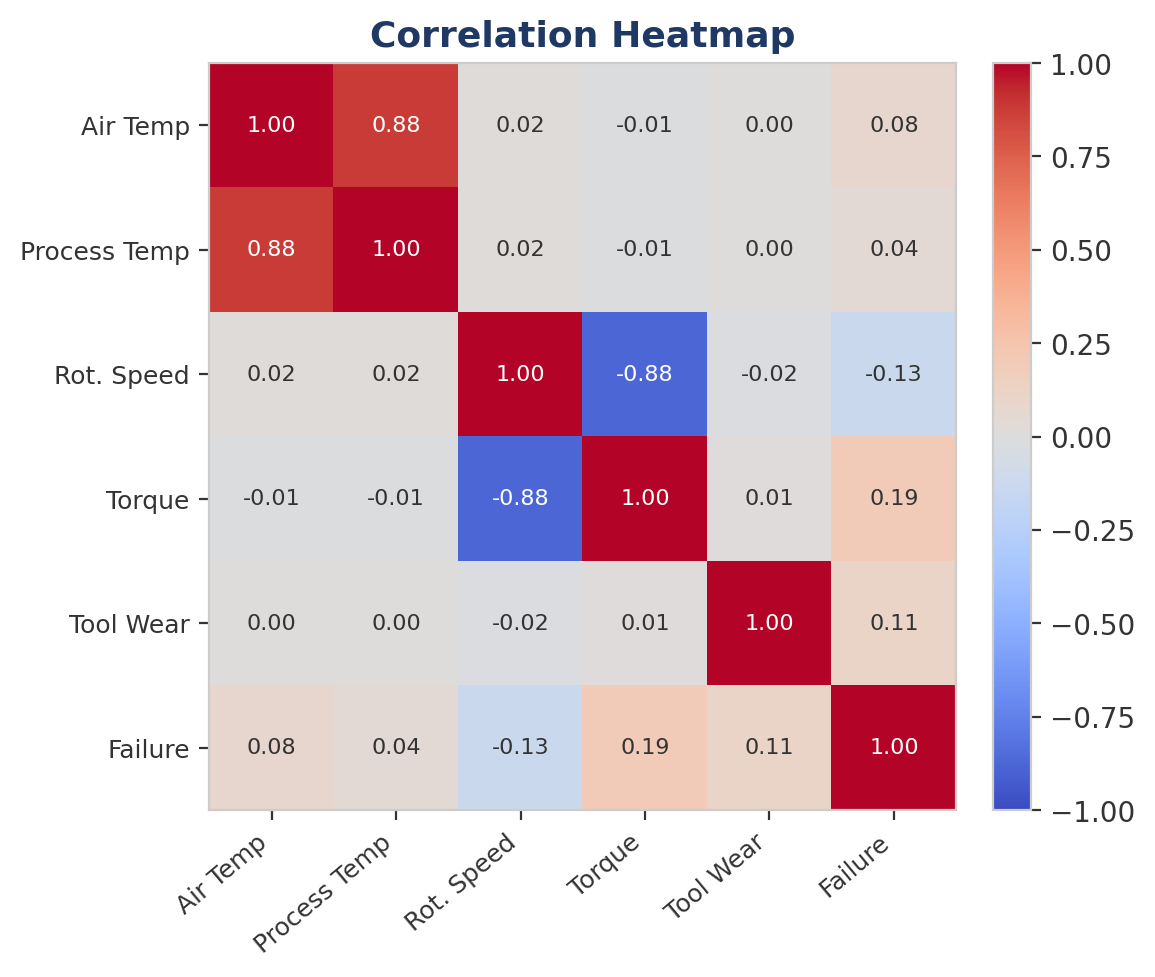 Correlation Heatmap
Air Temp 1.00 0.88 0.02 -0.01 0.00 0.08
Process Temp 0.88 1.00 0.02 -0.01 0.00 0.04
Rot. Speed 0.02 0.02 1.00 -0.88 -0.02 -0.13
Torque -0.01 -0.01 -0.88 1.00 0.01 0.19
Tool Wear 0.00 0.00 -0.02 0.01 1.00 0.11
Failure 0.08 0.04 -0.13 0.19 0.11 1.00
Air Temp
Process Temp
Rot. Speed
Torque
Tool Wear
Failure
1.00
0.75
0.50
0.25
0.00
−0.25
−0.50
−0.75
−1.00